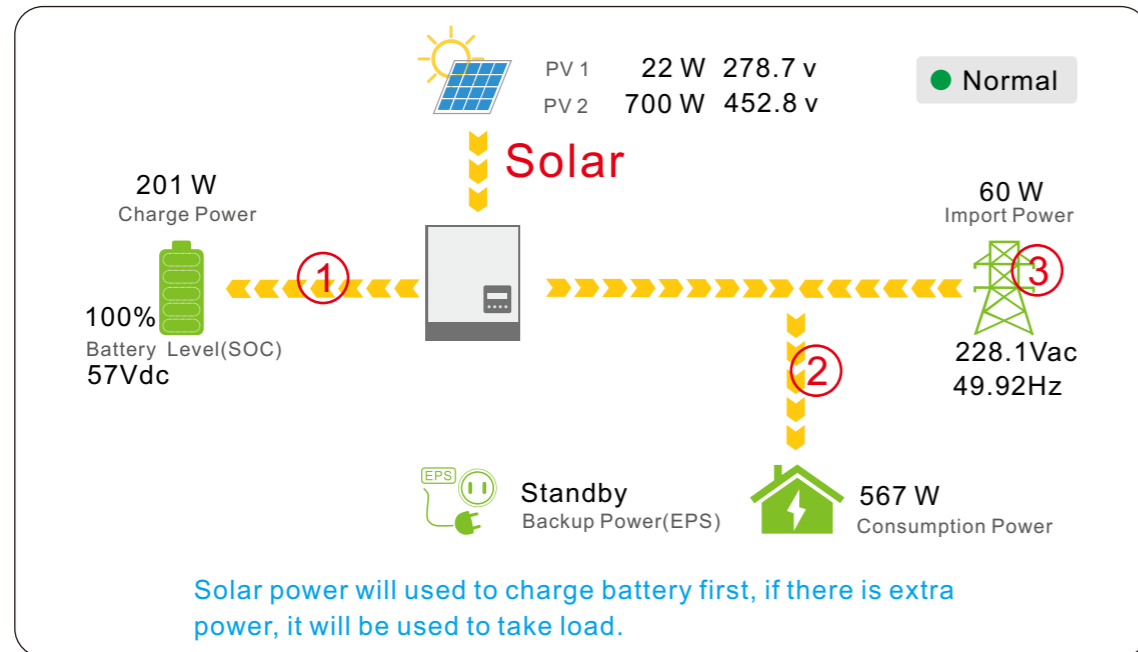 PV 1 22 W 278.7 v
PV 2 700 W 452.8 v
Normal
Solar
201 W
Charge Power
60 W
Import Power
1
3
100%
Battery Level(SOC)
57Vdc
228.1Vac
49.92Hz
2
EPS
Standby
Backup Power(EPS)
567 W
Consumption Power
Solar power will used to charge battery first, if there is extra
power, it will be used to take load.